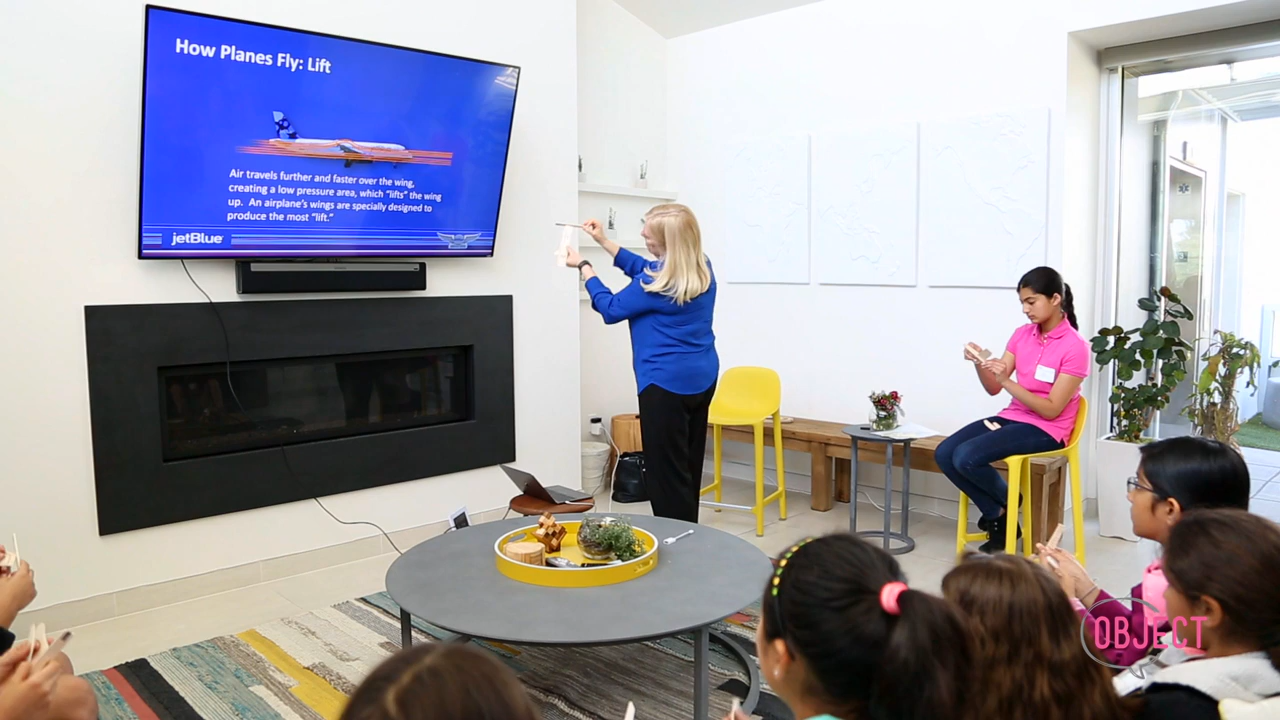 How Planes Fly: Lift
Air travels further and faster over the wing,
creating a low pressure area, which "lifts" the wing
up. An airplane's wings are specially designed to
produce the most "lift."
jetBlue
OBJECT